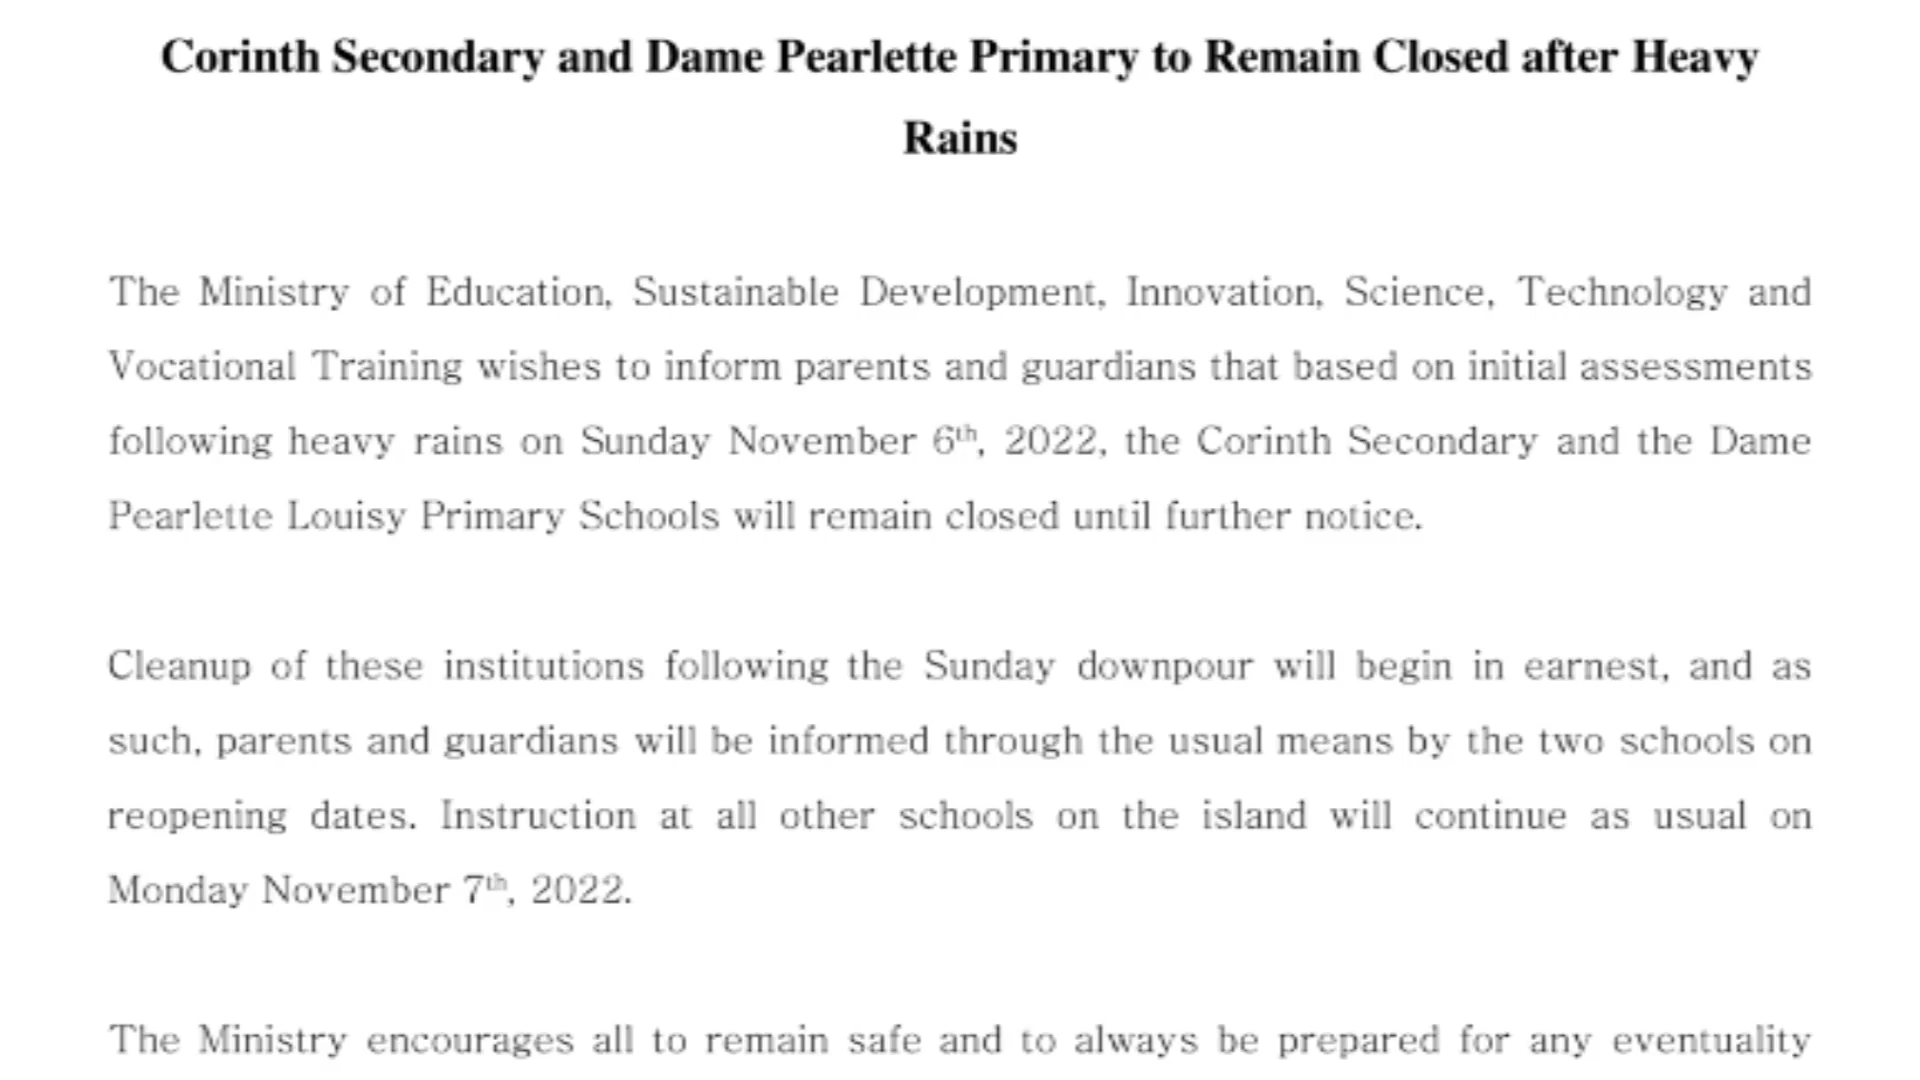 Corinth Secondary and Dame Pearlette Primary to Remain Closed after Heavy
Rains
The Ministry of Education, Sustainable Development, Innovation, Science, Technology and
Vocational Training wishes to inform parents and guardians that based on initial assessments
following heavy rains on Sunday November 6th, 2022, the Corinth Secondary and the Dame
Pearlette Louisy Primary Schools will remain closed until further notice.
Cleanup of these institutions following the Sunday downpour will begin in earnest, and as
such, parents and guardians will be informed through the usual means by the two schools on
reopening dates. Instruction at all other schools on the island will continue as usual on
Monday November 7th, 2022.
The Ministry encourages all to remain safe and to always be prepared for any eventuality